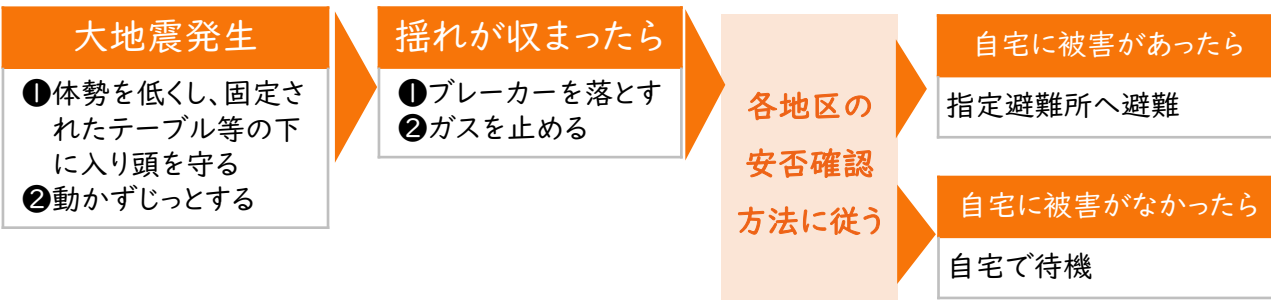 大地震発生
❶体勢を低くし、固定さ
れたテーブル等の下
に入り頭を守る
❷動かずじっとする
揺れが収まったら
❶ブレーカーを落とす
❷ガスを止める
各地区の
安否確認
方法に従う
自宅に被害があったら
指定避難所へ避難
自宅に被害がなかったら
自宅で待機